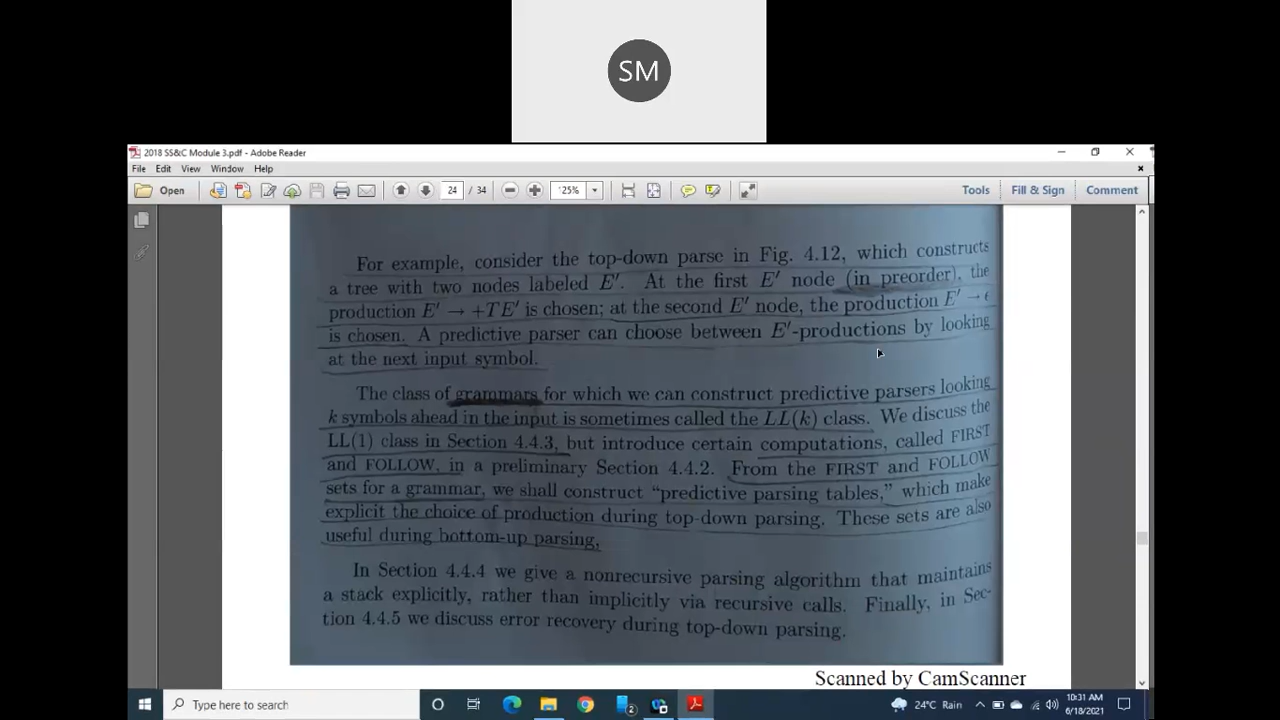 SM
2018 SS&C Module 3.pdf - Adobe Reader
File Edit View Window Help
Open 24 / 34 125% Tools Fill & Sign Comment
For example, consider the top-down parse in Fig. 4.12, which constructs
a tree with two nodes labeled E′. At the first E′ node (in preorder), the
production E′ → +TE′ is chosen; at the second E′ node, the production E′ → ϵ
is chosen. A predictive parser can choose between E′-productions by looking
at the next input symbol.
The class of grammars for which we can construct predictive parsers looking
k symbols ahead in the input is sometimes called the LL(k) class. We discuss the
LL(1) class in Section 4.4.3, but introduce certain computations, called FIRST
and FOLLOW, in a preliminary Section 4.4.2. From the FIRST and FOLLOW
sets for a grammar, we shall construct “predictive parsing tables,” which make
explicit the choice of production during top-down parsing. These sets are also
useful during bottom-up parsing,
In Section 4.4.4 we give a nonrecursive parsing algorithm that maintains
a stack explicitly, rather than implicitly via recursive calls. Finally, in Sec-
tion 4.4.5 we discuss error recovery during top-down parsing.
Scanned by CamScanner
Type here to search
2
24°C Rain
10:31 AM
6/18/2021